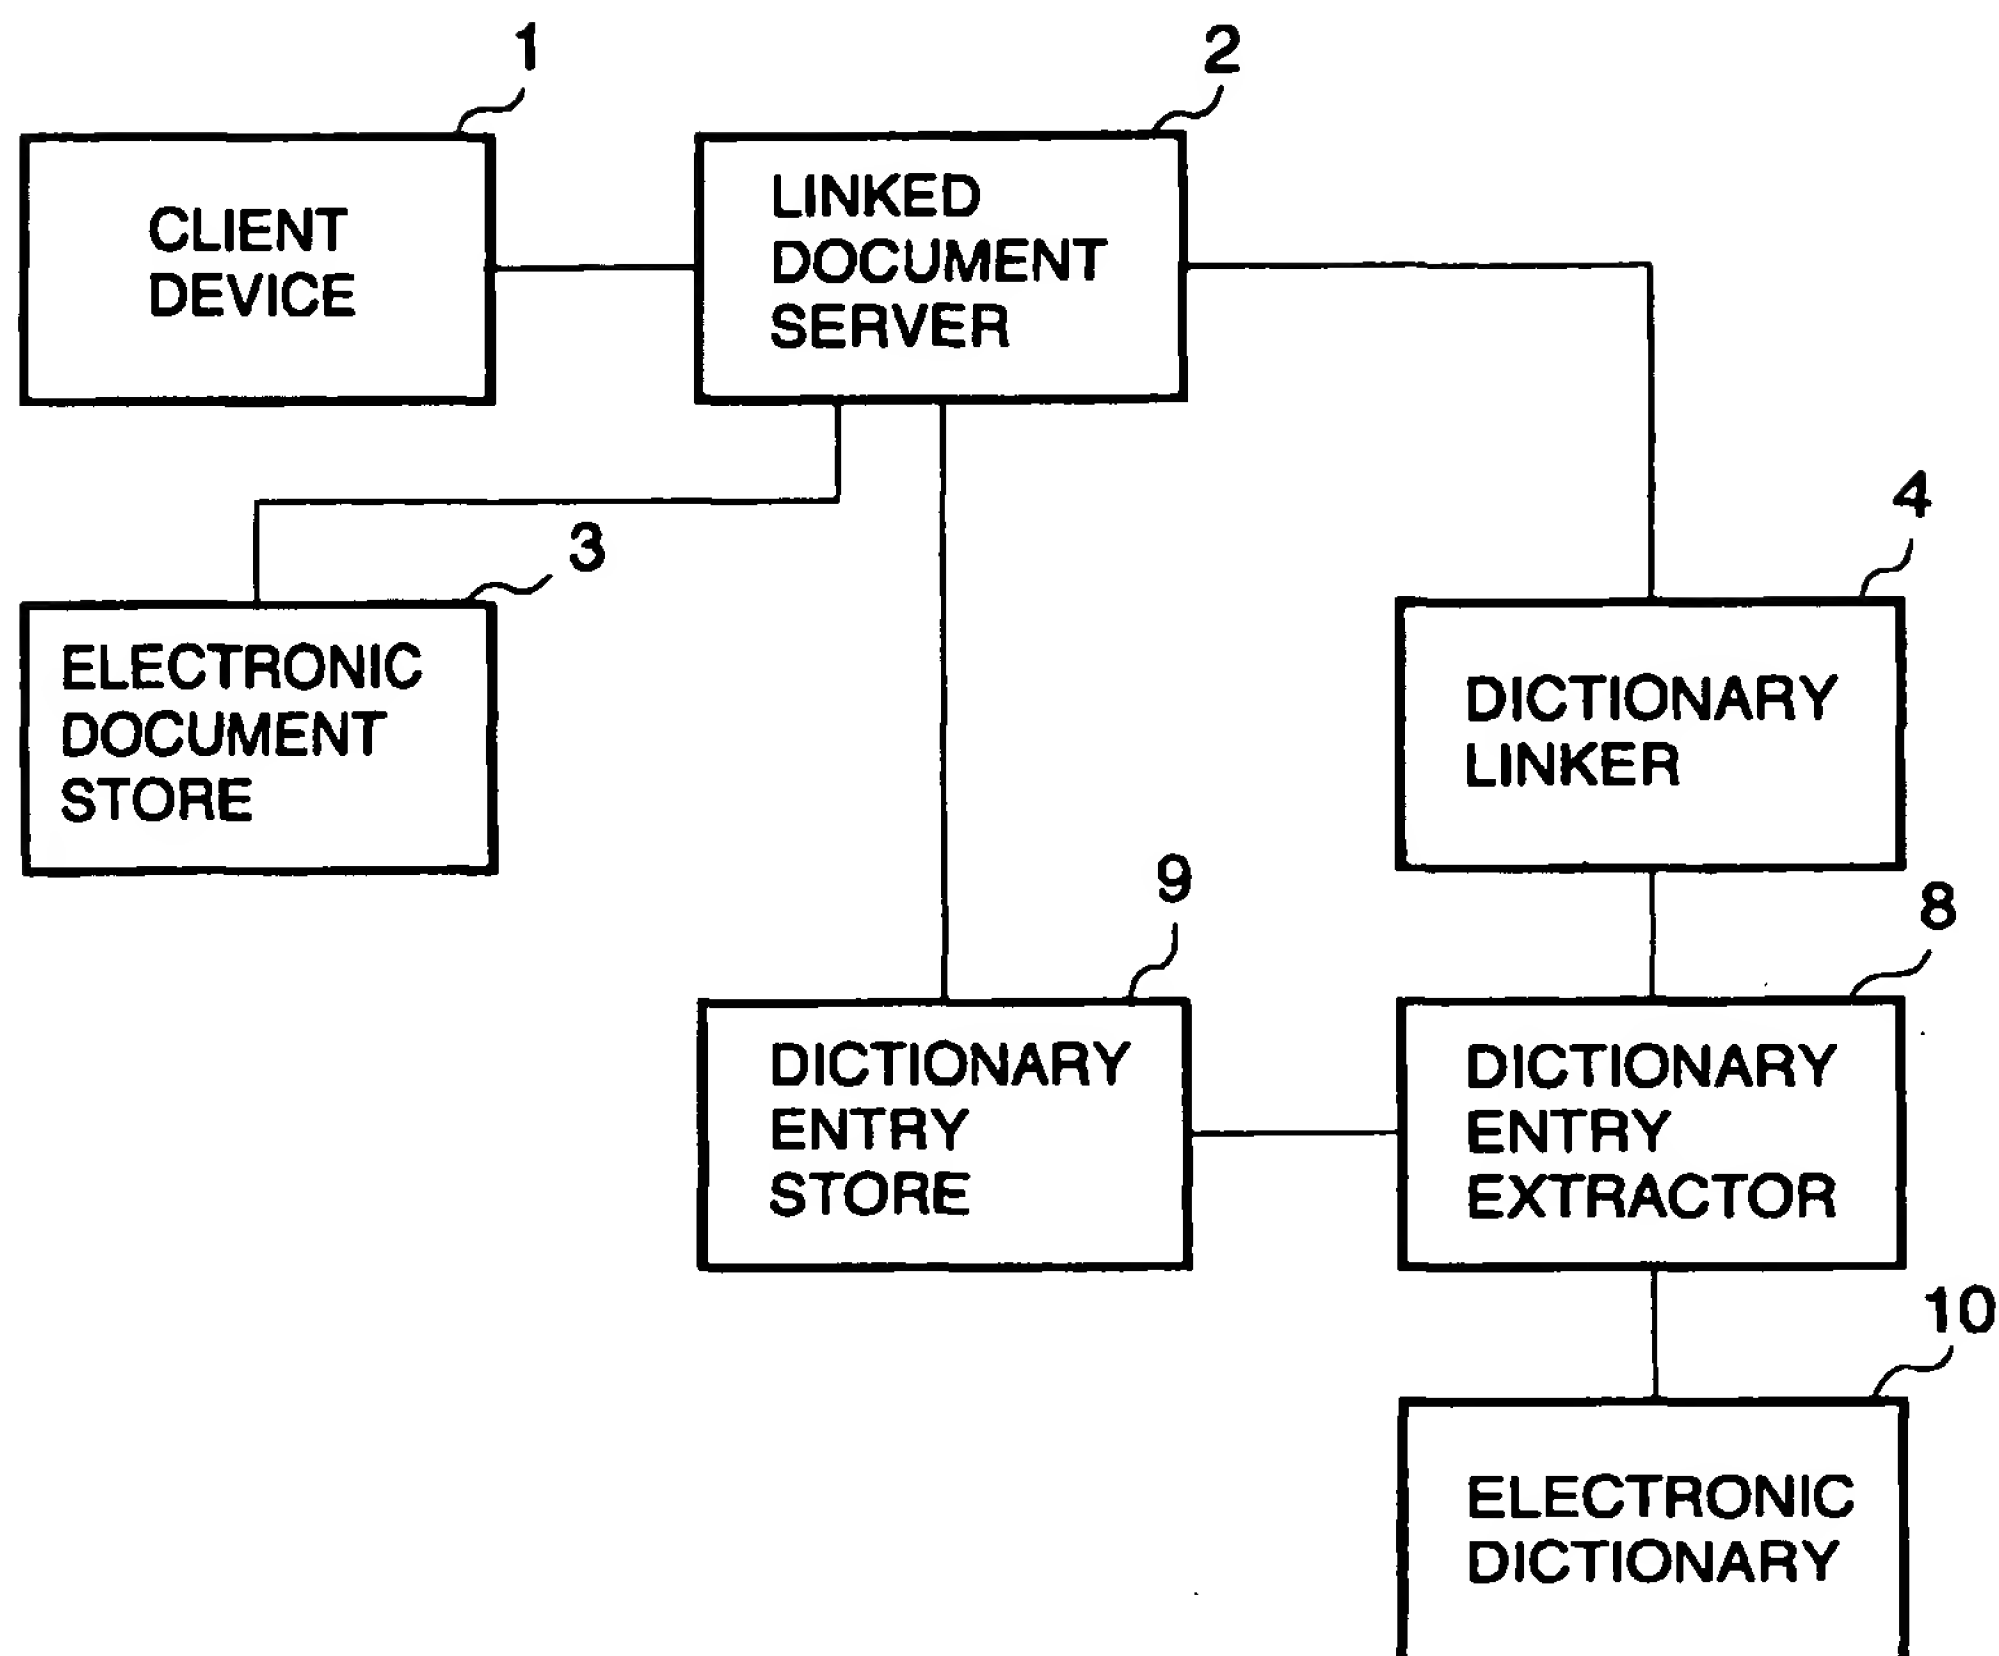 1
CLIENT
DEVICE
2
LINKED
DOCUMENT
SERVER
3
ELECTRONIC
DOCUMENT
STORE
4
DICTIONARY
LINKER
9
DICTIONARY
ENTRY
STORE
8
DICTIONARY
ENTRY
EXTRACTOR
10
ELECTRONIC
DICTIONARY